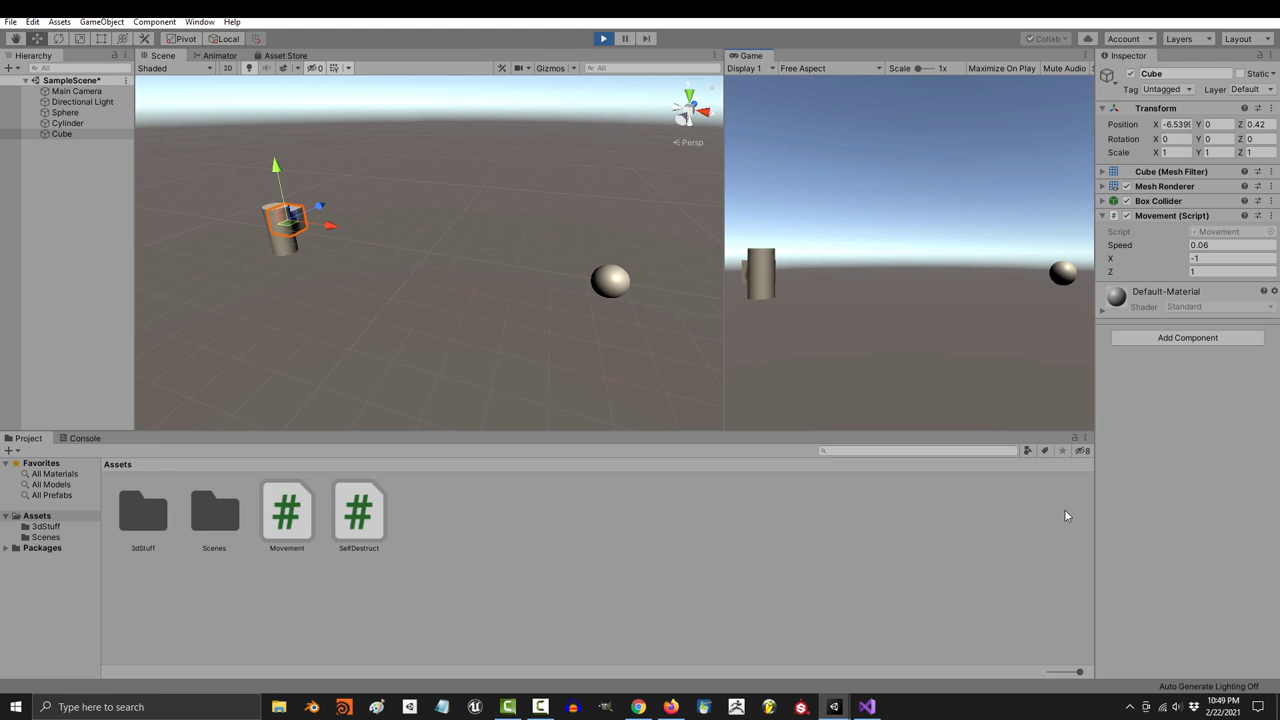 File Edit Assets GameObject Component Window Help
Pivot Local Collab Account Layers Layout
Hierarchy Scene Animator Asset Store Game Inspector
All Shaded 2D 0 Gizmos All Display 1 Free Aspect Scale 1x Maximize On Play Mute Audio
Cube Static
SampleScene*
Main Camera
Directional Light
Sphere
Cylinder
Cube
Persp
Tag Untagged Layer Default
Transform
Position X -6.5399 Y 0 Z 0.42
Rotation X 0 Y 0 Z 0
Scale X 1 Y 1 Z 1
Cube (Mesh Filter)
Mesh Renderer
Box Collider
Movement (Script)
Script Movement
Speed 0.06
X -1
Z 1
Default-Material
Shader Standard
Add Component
Project Console
8
Favorites
All Materials
All Models
All Prefabs
Assets
3dStuff
Scenes
Packages
Assets
3dStuff Scenes Movement SelfDestruct
Auto Generate Lighting Off
Type here to search
10:49 PM
2/22/2021